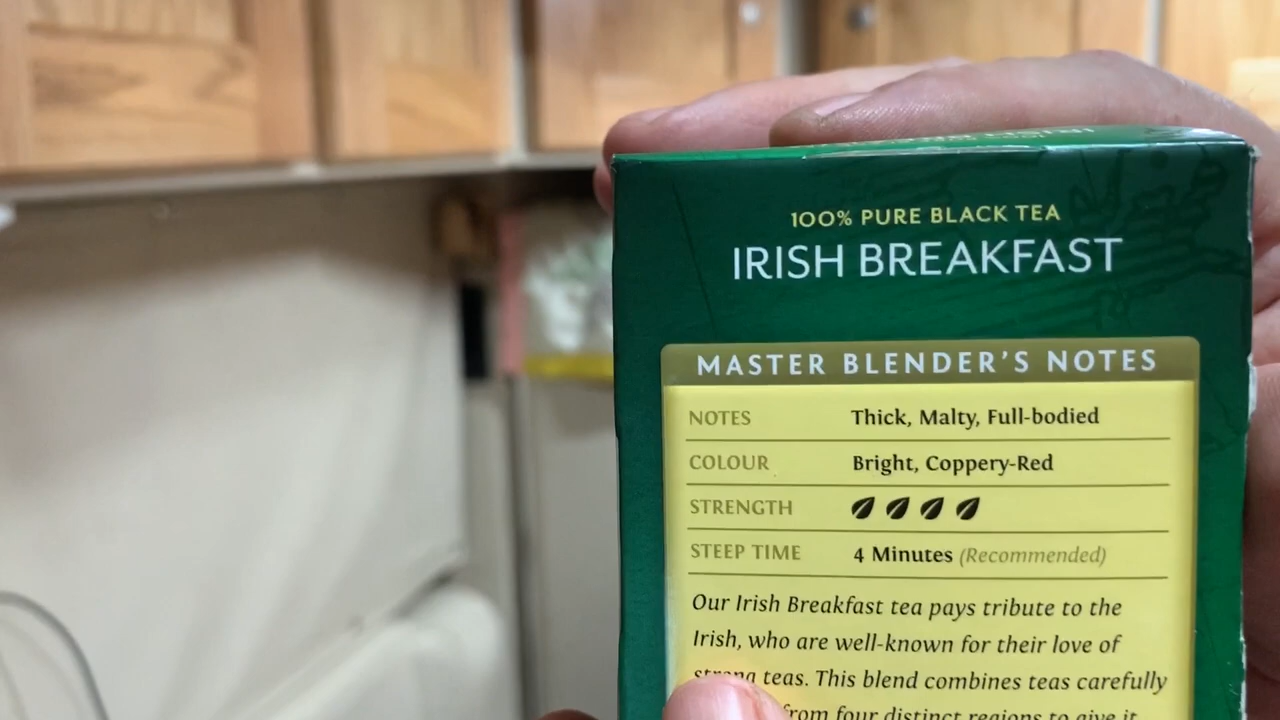 100% PURE BLACK TEA
IRISH BREAKFAST
MASTER BLENDER'S NOTES
NOTES Thick, Malty, Full-bodied
COLOUR Bright, Coppery-Red
STRENGTH
STEEP TIME 4 Minutes (Recommended)
Our Irish Breakfast tea pays tribute to the
Irish, who are well-known for their love of
strong teas. This blend combines teas carefully
from four distinct regions to give it